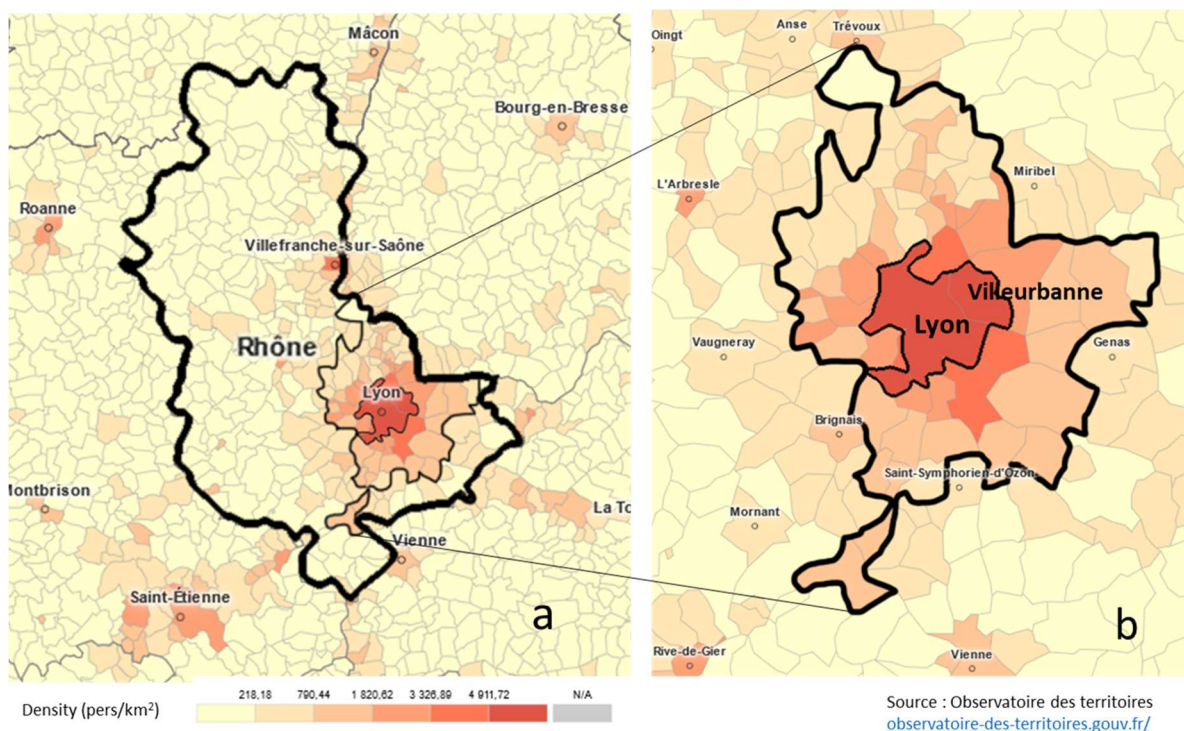 Mâcon
Bourg-en-Bresse
Roanne
Villefranche-sur-Saône
Rhône
Lyon
Montbrison
La To
Vienne
Saint-Étienne
a
Oingt
Anse
Trévoux
L'Arbresle
Miribel
Villeurbanne
Lyon
Vaugneray
Genas
Brignais
Saint-Symphorien-d'Ozon
Mornant
Rive-de-Gier
Vienne
b
218,18 790,44 1 820,62 3 326,89 4 911,72 N/A
Density (pers/km²)
Source : Observatoire des territoires
observatoire-des-territoires.gouv.fr/